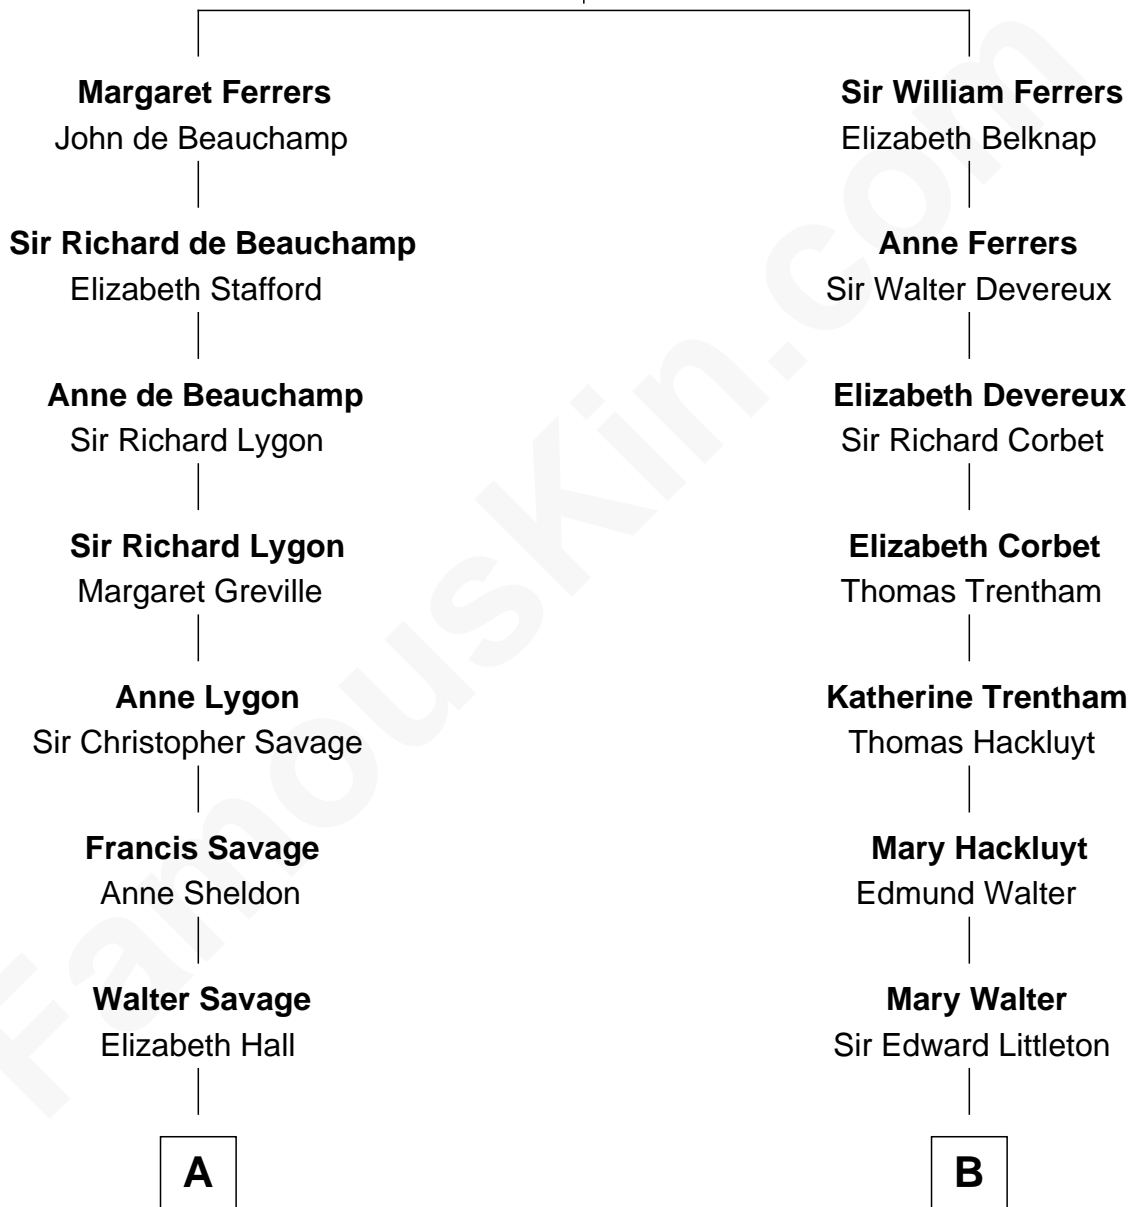 Margaret Ferrers
John de Beauchamp
Sir Richard de Beauchamp
Elizabeth Stafford
Anne de Beauchamp
Sir Richard Lygon
Sir Richard Lygon
Margaret Greville
Anne Lygon
Sir Christopher Savage
Francis Savage
Anne Sheldon
Walter Savage
Elizabeth Hall
A
Sir William Ferrers
Elizabeth Belknap
Anne Ferrers
Sir Walter Devereux
Elizabeth Devereux
Sir Richard Corbet
Elizabeth Corbet
Thomas Trentham
Katherine Trentham
Thomas Hackluyt
Mary Hackluyt
Edmund Walter
Mary Walter
Sir Edward Littleton
B
FamousKin.com